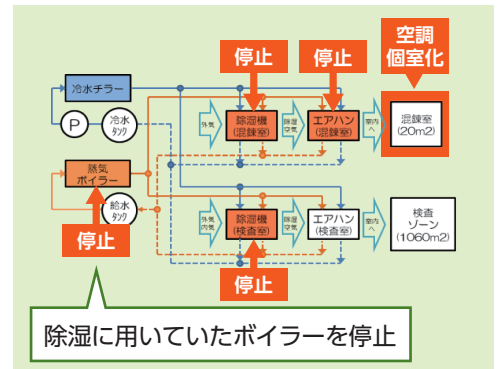 空調
個室化
停止
停止
冷水チラー
P
冷水
タンク
外気
除湿機
(混錬室)
除湿
空気
エアハン
(混錬室)
室内
へ
混錬室
(20m2)
蒸気
ボイラー
給水
タンク
停止
外気
内気
除湿機
(検査室)
除湿
空気
エアハン
(検査室)
室内
へ
検査
ゾーン
(1060m2)
停止
除湿に用いていたボイラーを停止